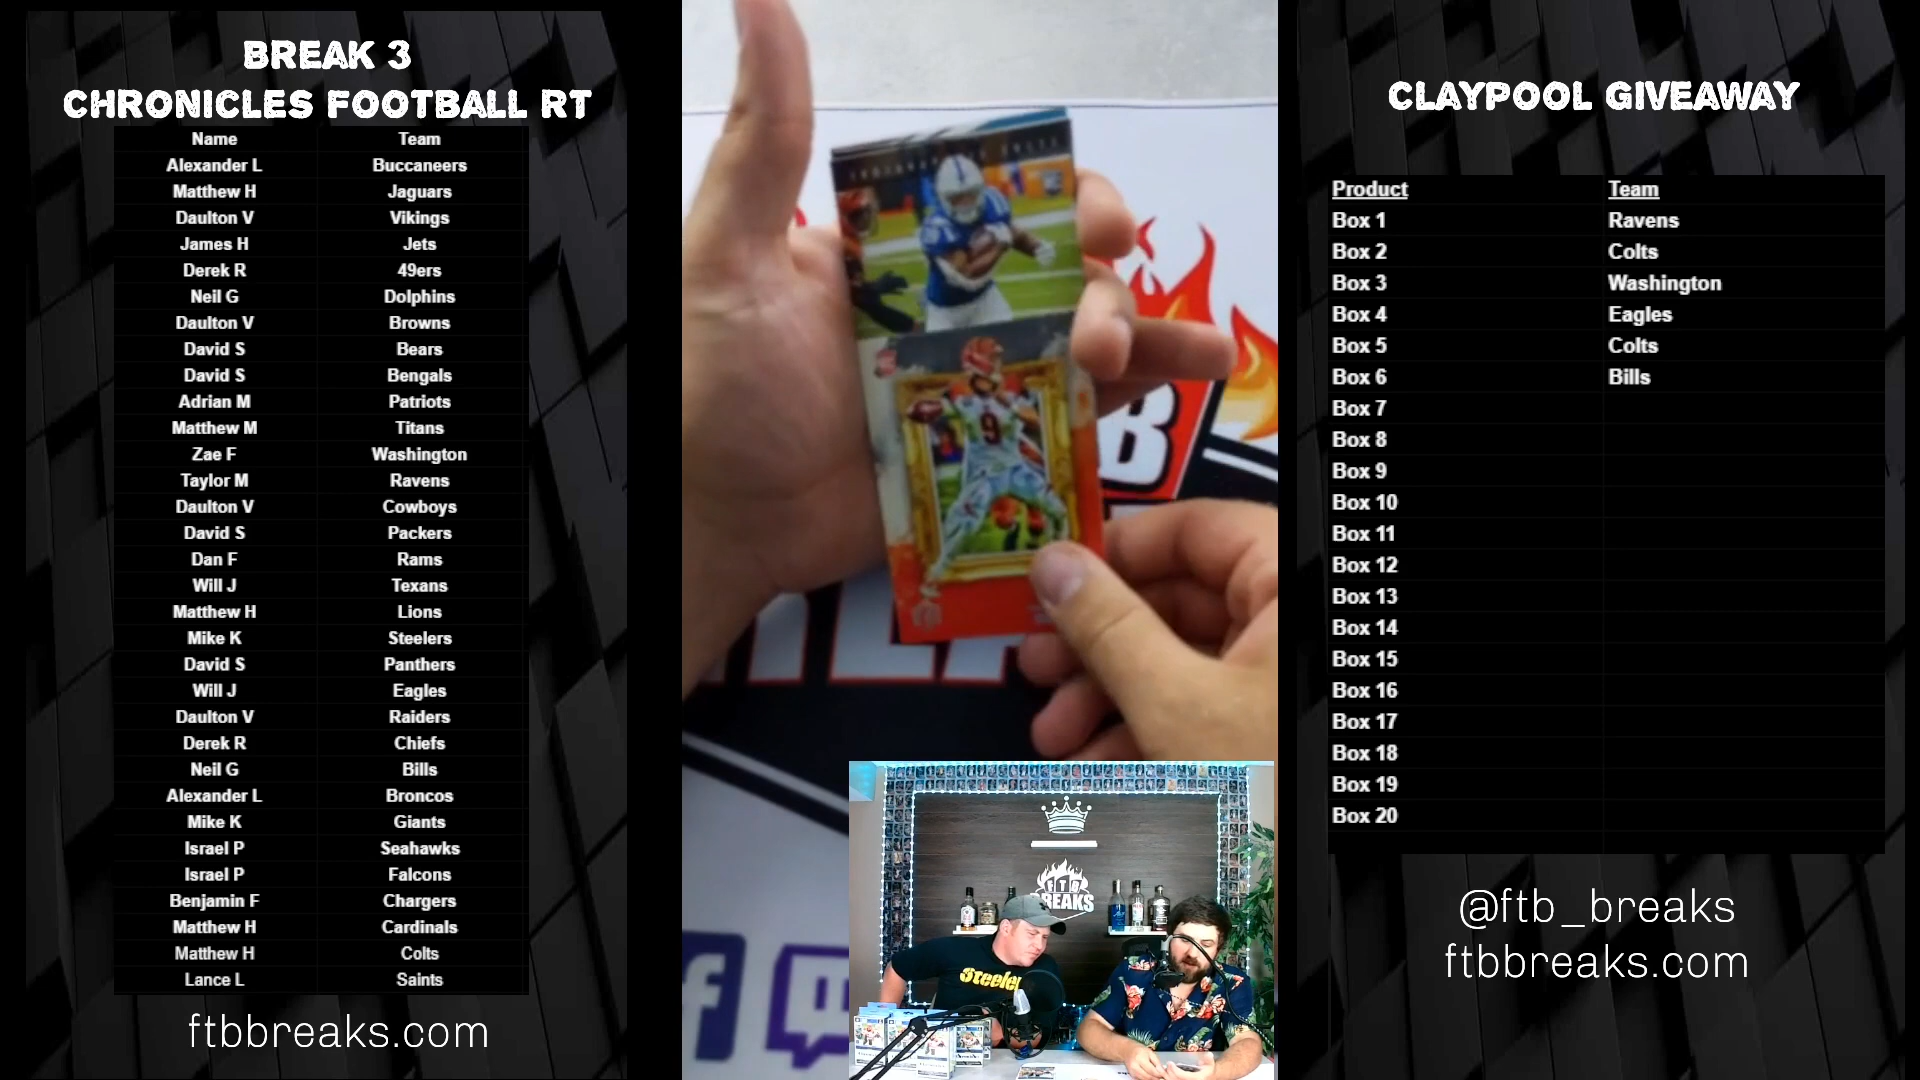 BREAK 3
CHRONICLES FOOTBALL RT
Name Team
Alexander L Buccaneers
Matthew H Jaguars
Daulton V Vikings
James H Jets
Derek R 49ers
Neil G Dolphins
Daulton V Browns
David S Bears
David S Bengals
Adrian M Patriots
Matthew M Titans
Zae F Washington
Taylor M Ravens
Daulton V Cowboys
David S Packers
Dan F Rams
Will J Texans
Matthew H Lions
Mike K Steelers
David S Panthers
Will J Eagles
Daulton V Raiders
Derek R Chiefs
Neil G Bills
Alexander L Broncos
Mike K Giants
Israel P Seahawks
Israel P Falcons
Benjamin F Chargers
Matthew H Cardinals
Matthew H Colts
Lance L Saints
ftbbreaks.com
9
FTB
BREAKS
Steelers
CLAYPOOL GIVEAWAY
Product Team
Box 1 Ravens
Box 2 Colts
Box 3 Washington
Box 4 Eagles
Box 5 Colts
Box 6 Bills
Box 7
Box 8
Box 9
Box 10
Box 11
Box 12
Box 13
Box 14
Box 15
Box 16
Box 17
Box 18
Box 19
Box 20
@ftb_breaks
ftbbreaks.com